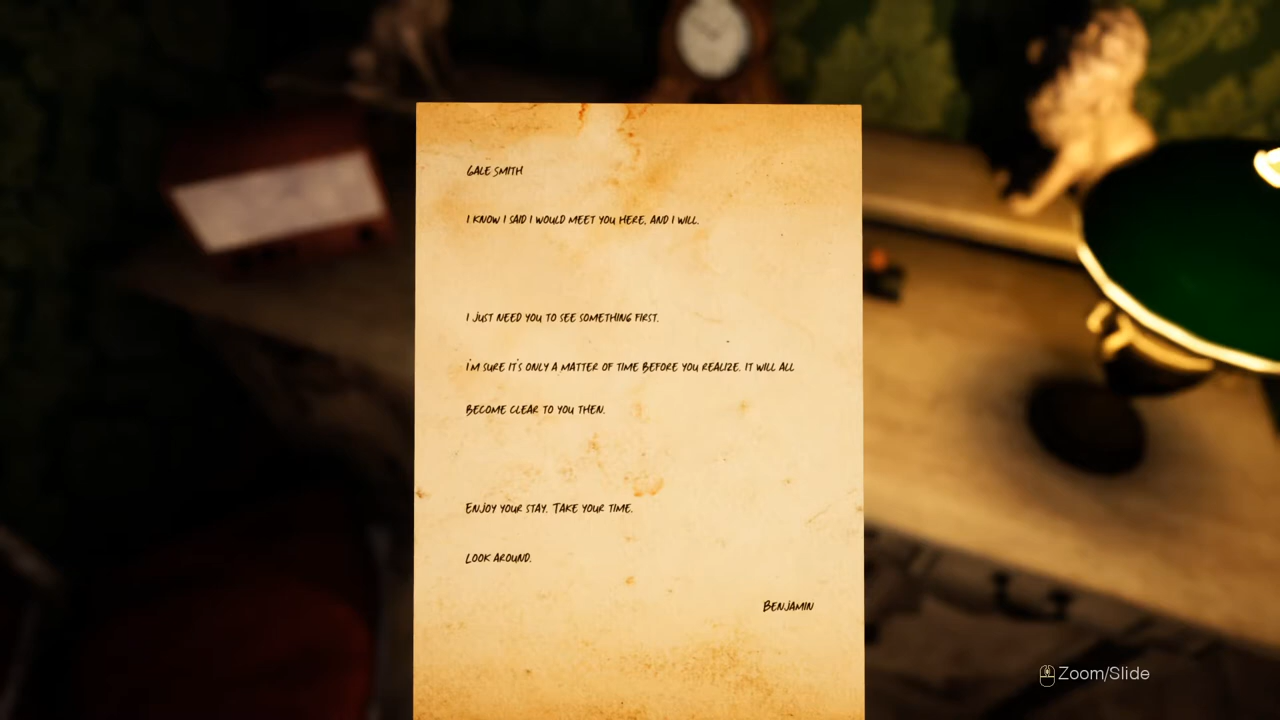 GALE SMITH
I KNOW I SAID I WOULD MEET YOU HERE. AND I WILL.
I JUST NEED YOU TO SEE SOMETHING FIRST.
I'M SURE IT'S ONLY A MATTER OF TIME BEFORE YOU REALIZE. IT WILL ALL
BECOME CLEAR TO YOU THEN.
ENJOY YOUR STAY. TAKE YOUR TIME.
LOOK AROUND.
BENJAMIN
Zoom/Slide